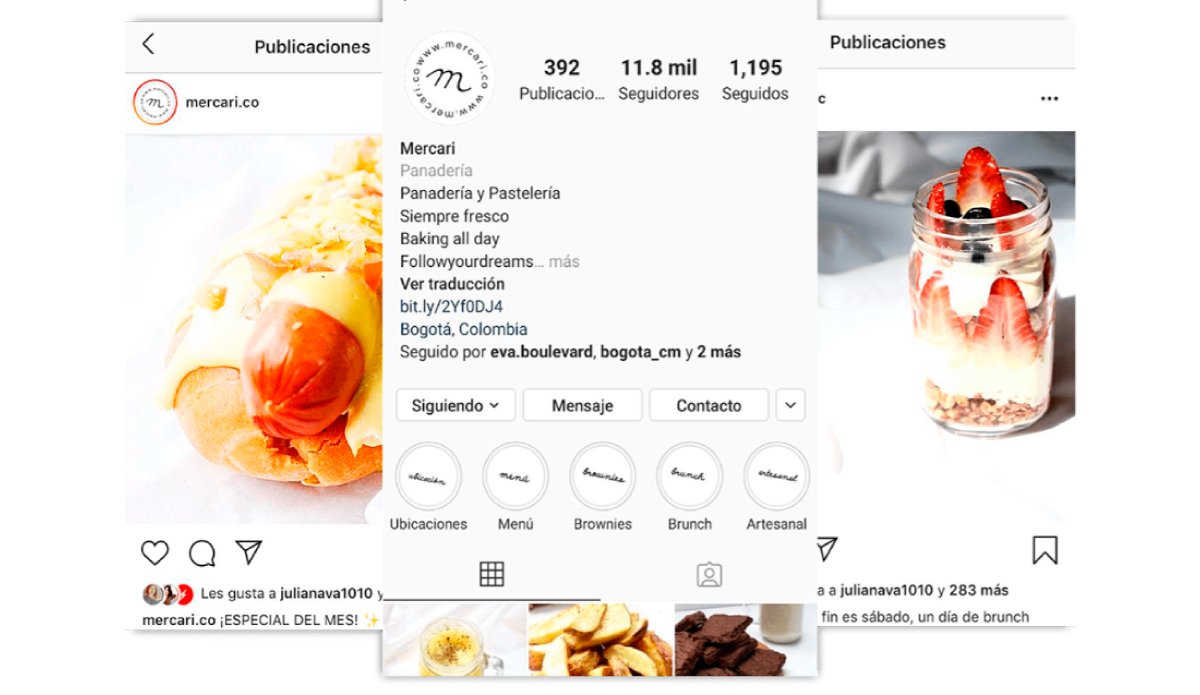 Publicaciones
mercari.co
Les gusta a julianava1010 y
mercari.co ¡ESPECIAL DEL MES! ✨
www.mercari.co www.mercari.co
m
392 11.8 mil 1,195
Publicacio... Seguidores Seguidos
Mercari
Panadería
Panadería y Pastelería
Siempre fresco
Baking all day
Followyourdreams... más
Ver traducción
bit.ly/2Yf0DJ4
Bogotá, Colombia
Seguido por eva.boulevard, bogota_cm y 2 más
Siguiendo Mensaje Contacto
ubicación menú brownies brunch artesanal
Ubicaciones Menú Brownies Brunch Artesanal
Publicaciones
c
a a julianava1010 y 283 más
fin es sábado, un día de brunch